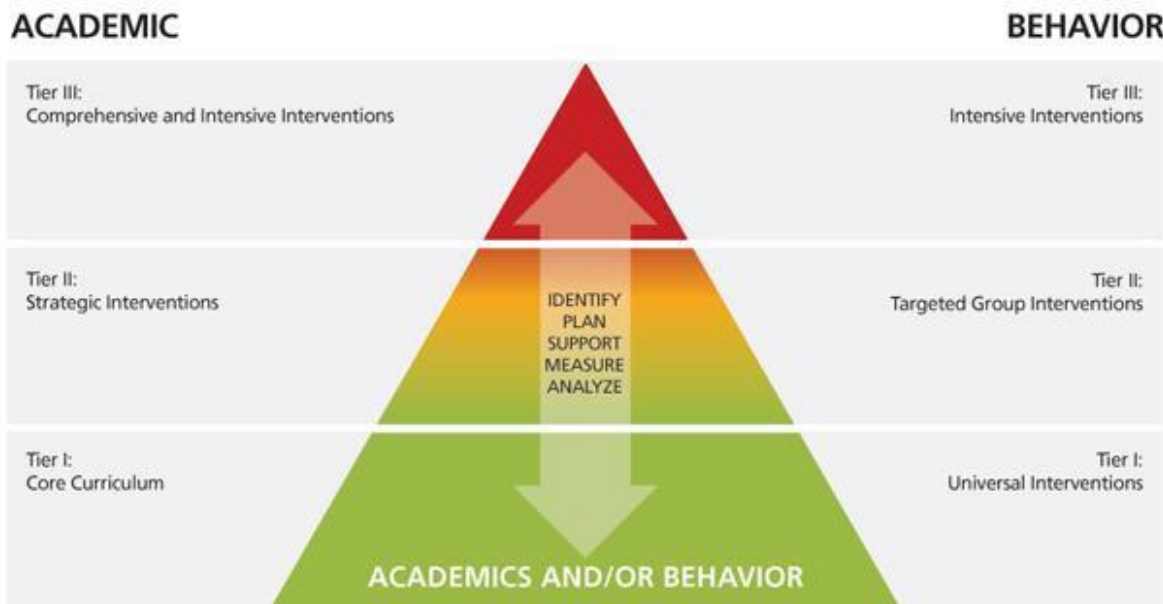 ACADEMIC
BEHAVIOR
Tier III:
Comprehensive and Intensive Interventions
Tier III:
Intensive Interventions
Tier II:
Strategic Interventions
IDENTIFY
PLAN
SUPPORT
MEASURE
ANALYZE
Tier II:
Targeted Group Interventions
Tier I:
Core Curriculum
Tier I:
Universal Interventions
ACADEMICS AND/OR BEHAVIOR